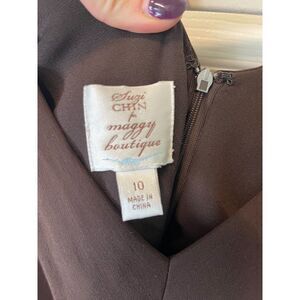 Suzi
CHIN
for
maggy
boutique
10
MADE IN
CHINA